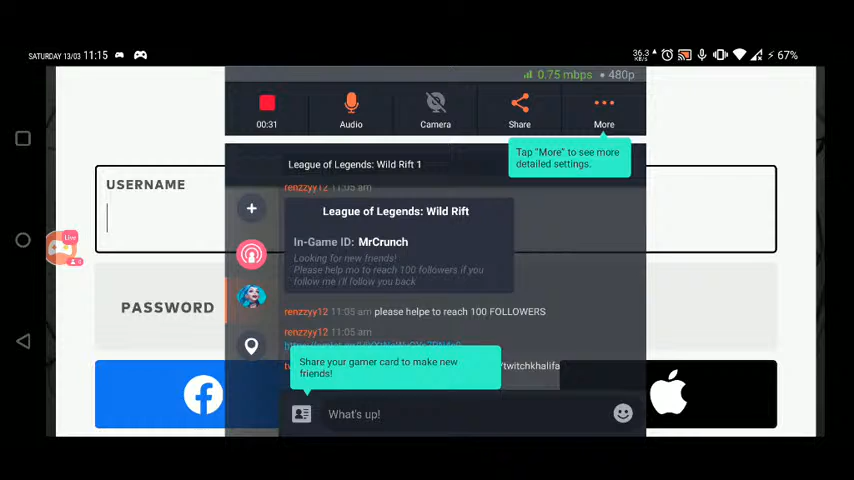 SATURDAY 13/03 11:15
36.3
KB/s
67%
0.75 mbps • 480p
00:31
Audio
Camera
Share
More
Tap "More" to see more
detailed settings.
League of Legends: Wild Rift 1
USERNAME
renzzyy12 11:05 am
League of Legends: Wild Rift
In-Game ID: MrCrunch
Looking for new friends!
Please help mo to reach 100 followers if you
follow me i'll follow you back
Live
PASSWORD
renzzyy12 11:05 am please helpe to reach 100 FOLLOWERS
renzzyy12 11:05 am
Share your gamer card to make new
friends!
/twitchkhalifa
What's up!